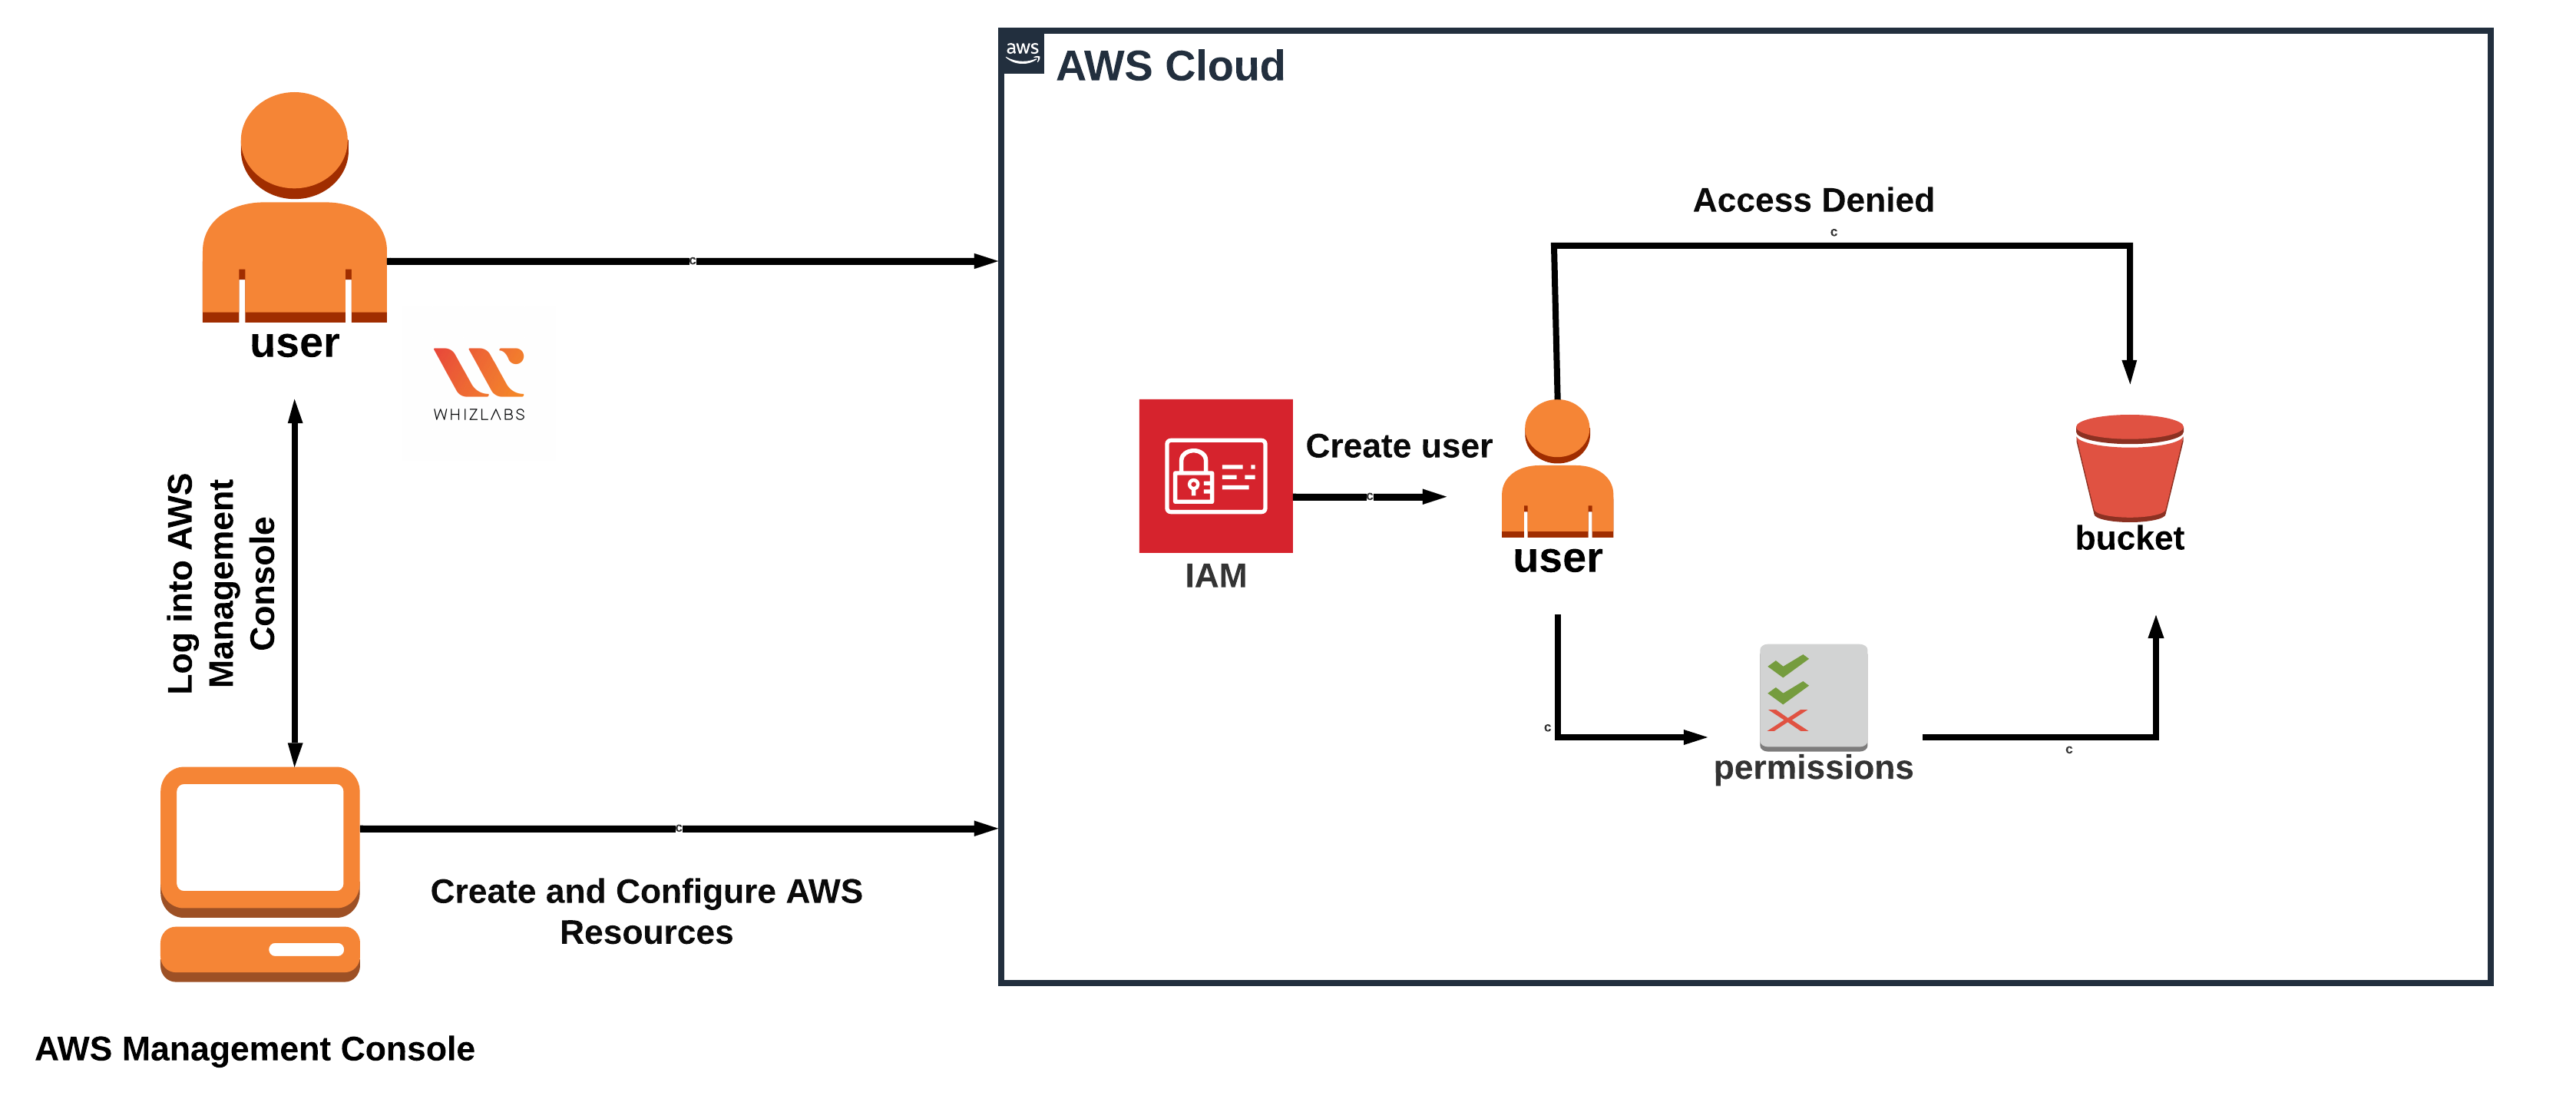 aws
AWS Cloud
Access Denied
c
c
user
WHIZLABS
Create user
c
IAM
user
bucket
Log into AWS
Management
Console
c
permissions
c
c
Create and Configure AWS
Resources
AWS Management Console